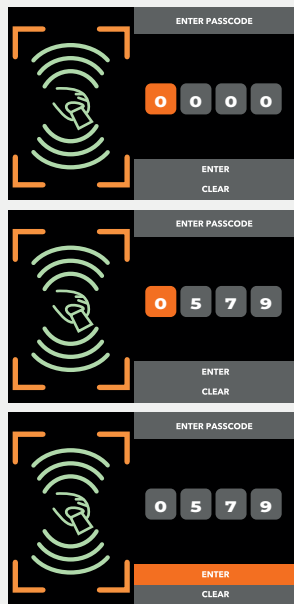 ENTER PASSCODE
0 0 0 0
ENTER
CLEAR
ENTER PASSCODE
0 5 7 9
ENTER
CLEAR
ENTER PASSCODE
0 5 7 9
ENTER
CLEAR